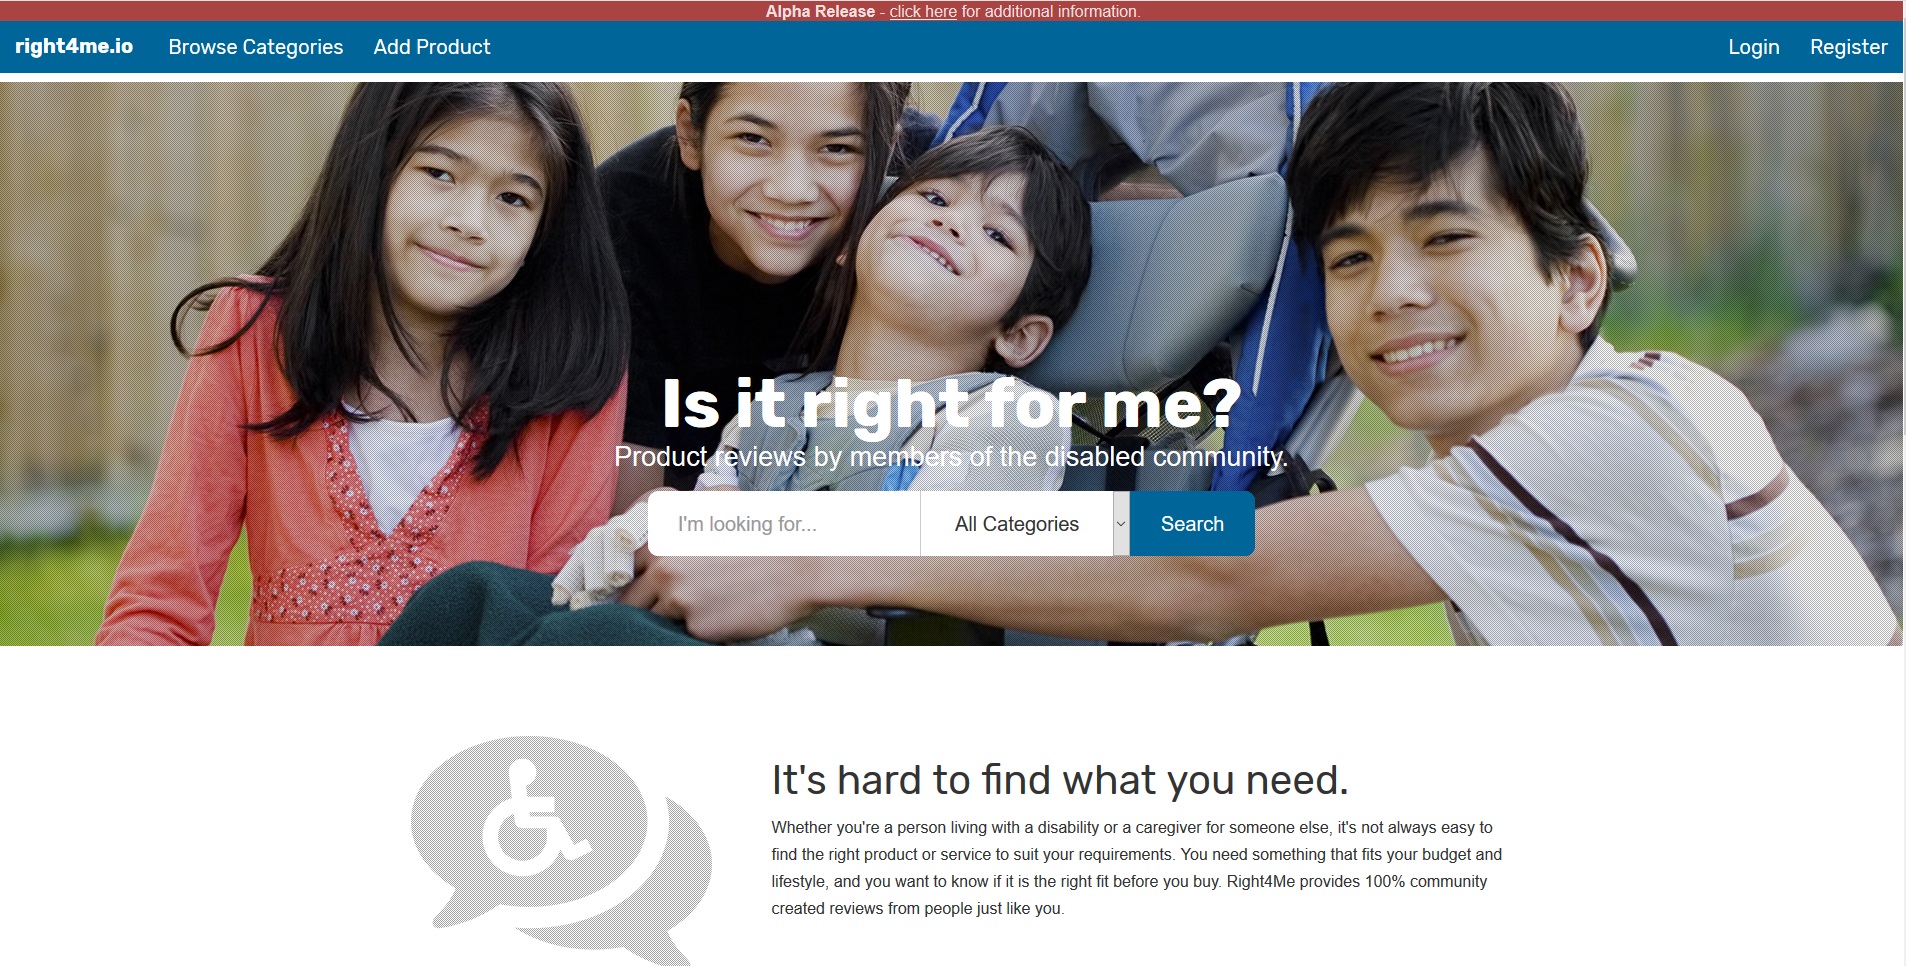 Alpha Release - click here for additional information.
right4me.io Browse Categories Add Product Login Register
Is it right for me?
Product reviews by members of the disabled community.
I'm looking for... All Categories Search
It's hard to find what you need.
Whether you're a person living with a disability or a caregiver for someone else, it's not always easy to
find the right product or service to suit your requirements. You need something that fits your budget and
lifestyle, and you want to know if it is the right fit before you buy. Right4Me provides 100% community
created reviews from people just like you.